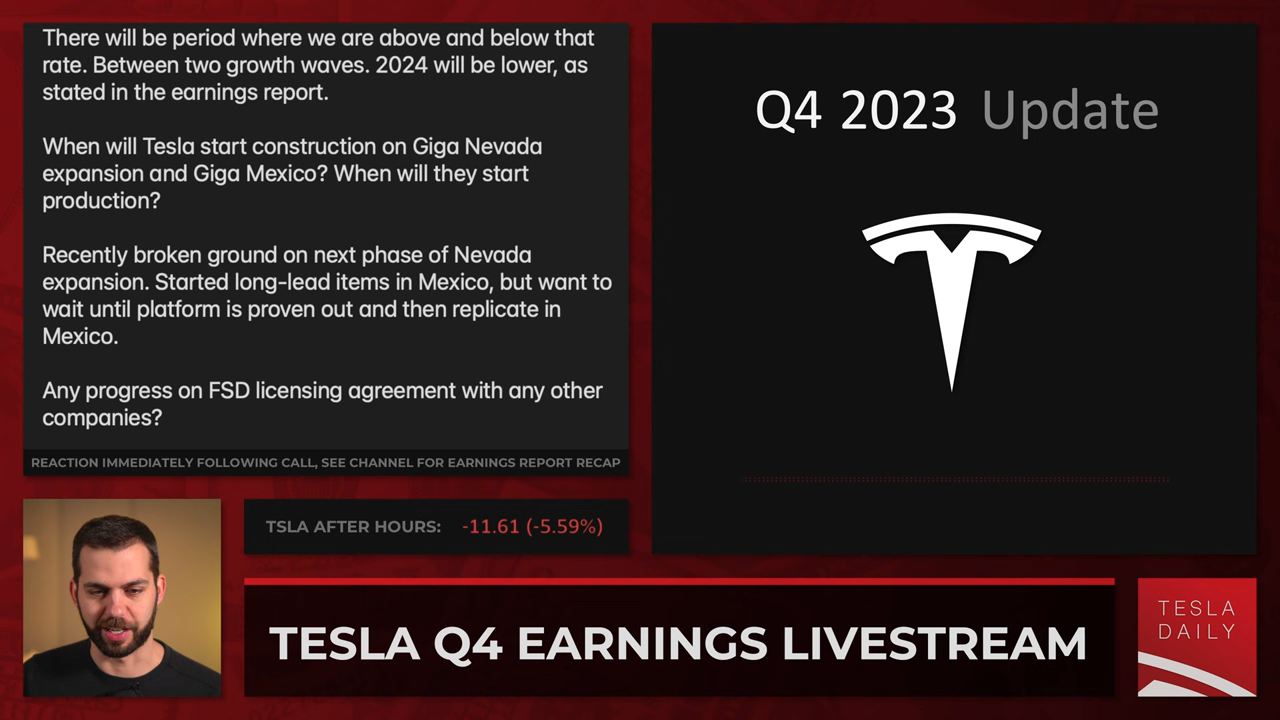 There will be period where we are above and below that
rate. Between two growth waves. 2024 will be lower, as
stated in the earnings report.
When will Tesla start construction on Giga Nevada
expansion and Giga Mexico? When will they start
production?
Recently broken ground on next phase of Nevada
expansion. Started long-lead items in Mexico, but want to
wait until platform is proven out and then replicate in
Mexico.
Any progress on FSD licensing agreement with any other
companies?
REACTION IMMEDIATELY FOLLOWING CALL, SEE CHANNEL FOR EARNINGS REPORT RECAP
Q4 2023 Update
TSLA AFTER HOURS: -11.61 (-5.59%)
TESLA Q4 EARNINGS LIVESTREAM
TESLA
DAILY